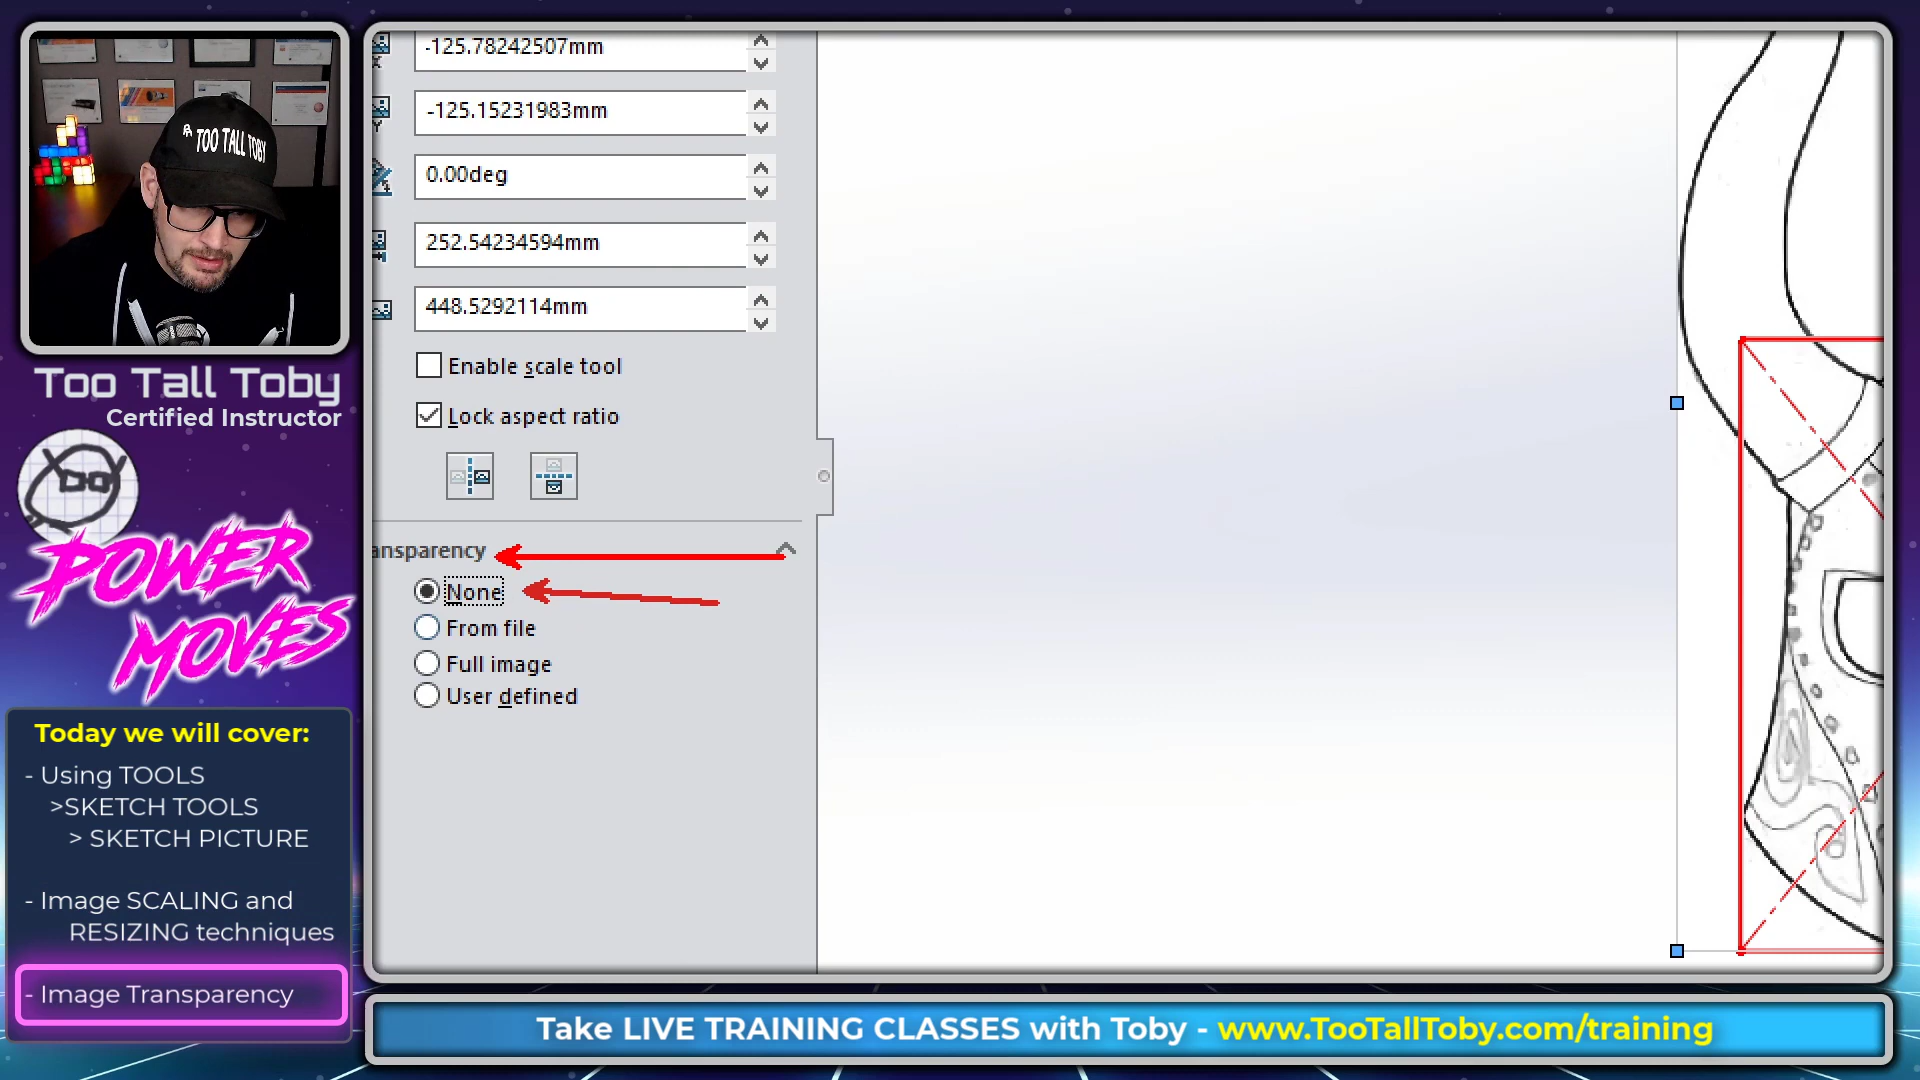 TOO TALL TOBY
Too Tall Toby
Certified Instructor
POWER
MOVES
Today we will cover:
- Using TOOLS
>SKETCH TOOLS
> SKETCH PICTURE
- Image SCALING and
RESIZING techniques
- Image Transparency
-125.78242507mm
-125.15231983mm
0.00deg
252.54234594mm
448.5292114mm
Enable scale tool
Lock aspect ratio
ansparency
None
From file
Full image
User defined
Take LIVE TRAINING CLASSES with Toby - www.TooTallToby.com/training